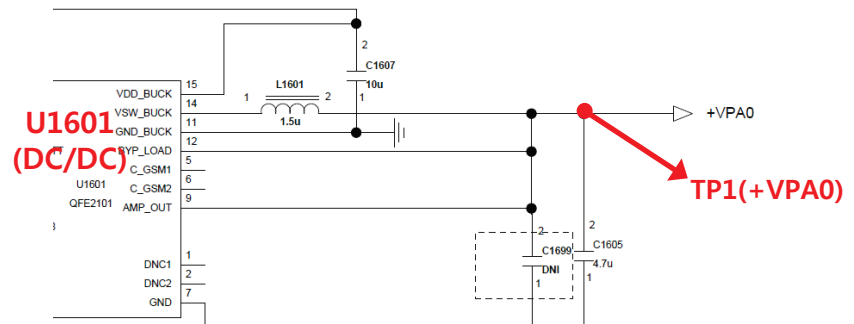 2
C1607
10u
1
15
VDD_BUCK
L1601
1
2
1.5u
14
VSW_BUCK
11
GND_BUCK
12
BYP_LOAD
5
C_GSM1
6
C_GSM2
9
AMP_OUT
U1601
(DC/DC)
U1601
QFE2101
+VPA0
TP1(+VPA0)
2
C1699
DNI
1
2
C1605
4.7u
1
1
DNC1
2
DNC2
7
GND